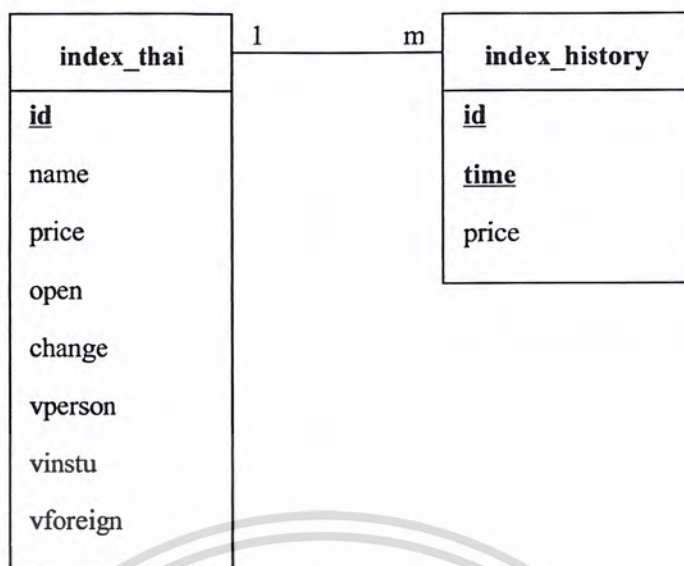 index_thai
1
m
index_history
id
name
price
open
change
vperson
vinstu
vforeign
id
time
price